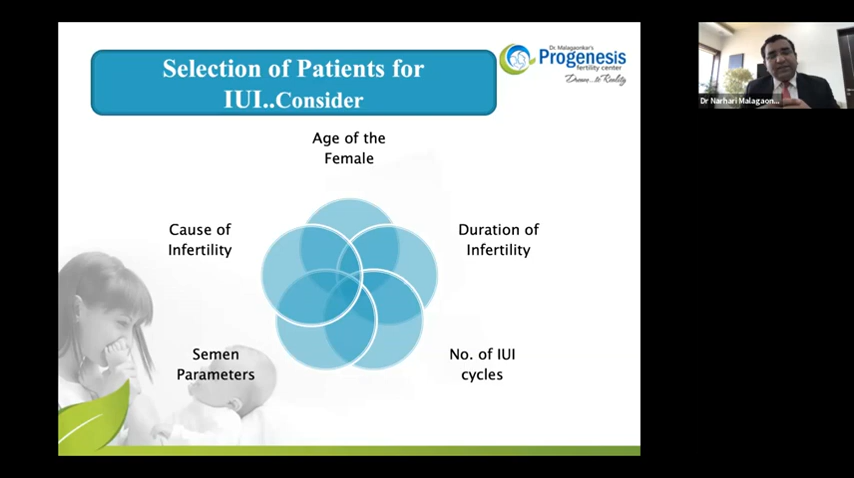 Selection of Patients for
IUI..Consider
Dr. Malagaonkar's
Progenesis
fertility center
Dream...to Reality
Dr Narhari Malagaon...
Age of the
Female
Cause of
Infertility
Duration of
Infertility
Semen
Parameters
No. of IUI
cycles